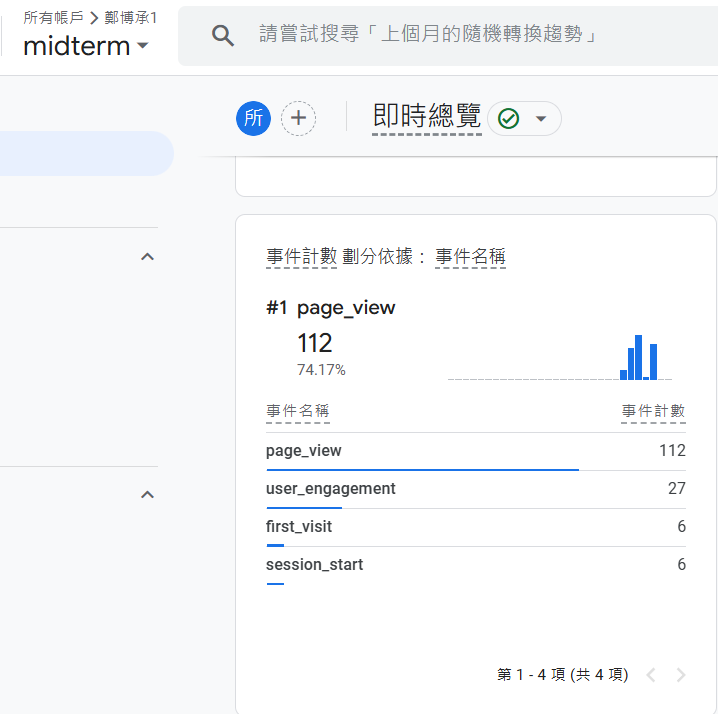 所有帳戶 > 鄭博承1
midterm
請嘗試搜尋「上個月的隨機轉換趨勢」
所
即時總覽
事件計數 劃分依據： 事件名稱
#1 page_view
112
74.17%
事件名稱 事件計數
page_view 112
user_engagement 27
first_visit 6
session_start 6
第 1 - 4 項 (共 4 項)